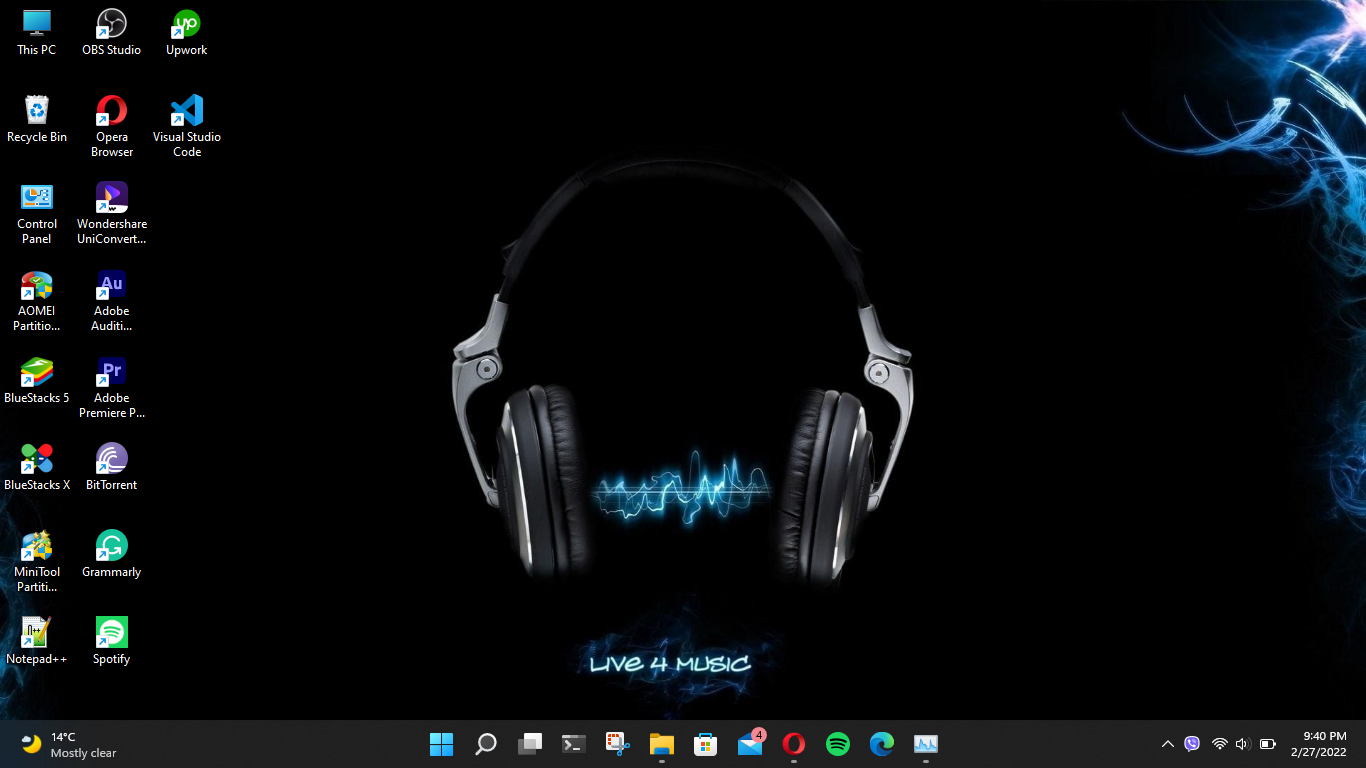 This PC
OBS Studio
Upwork
Recycle Bin
Opera
Browser
Visual Studio
Code
Control
Panel
Wondershare
UniConvert...
AOMEI
Partitio...
Au
Adobe
Auditi...
BlueStacks 5
Pr
Adobe
Premiere P...
BlueStacks X
BitTorrent
MiniTool
Partiti...
Grammarly
Notepad++
Spotify
LIVE 4 MUSIC
14°C
Mostly clear
4
9:40 PM
2/27/2022